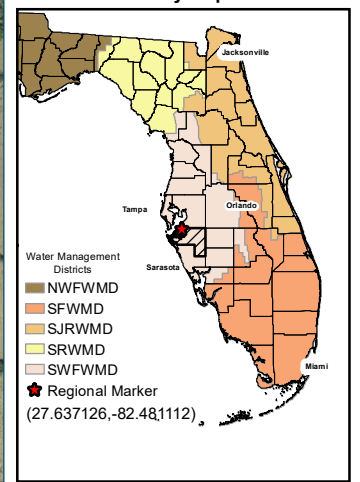 Jacksonville
Tampa
Orlando
Sarasota
Water Management
Districts
NWFWMD
SFWMD
SJRWMD
SRWMD
SWFWMD
Regional Marker
(27.637126,-82.481112)
Miami